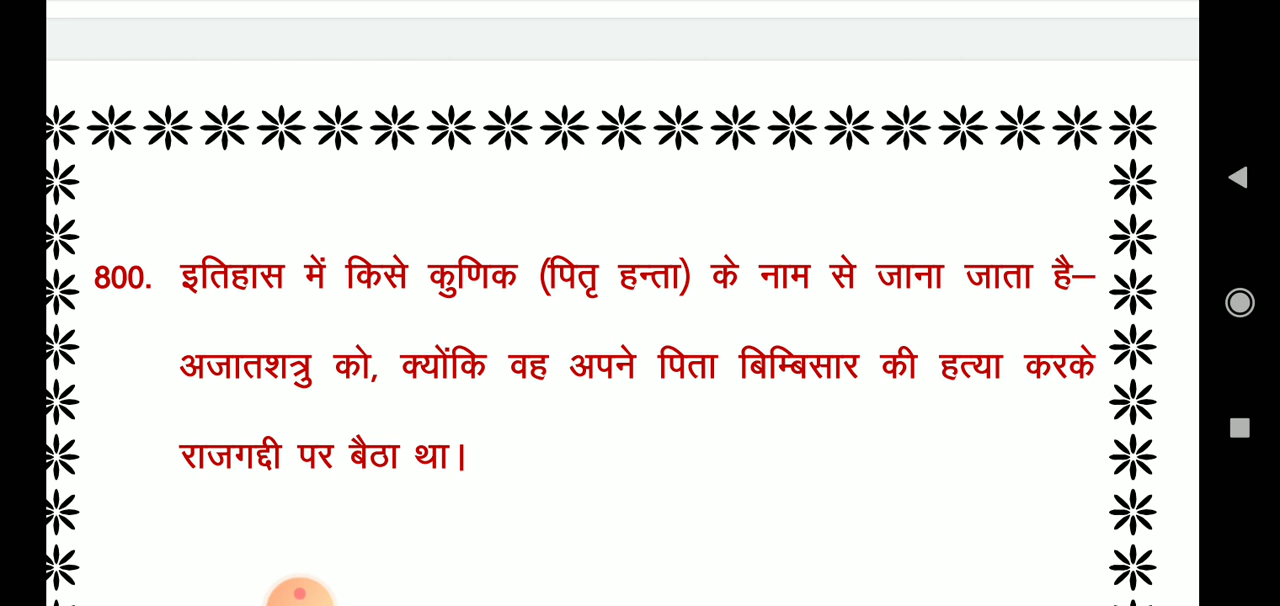 800. इतिहास में किसे कुणिक (पितृ हन्ता) के नाम से जाना जाता है–
अजातशत्रु को, क्योंकि वह अपने पिता बिम्बिसार की हत्या करके
राजगद्दी पर बैठा था।